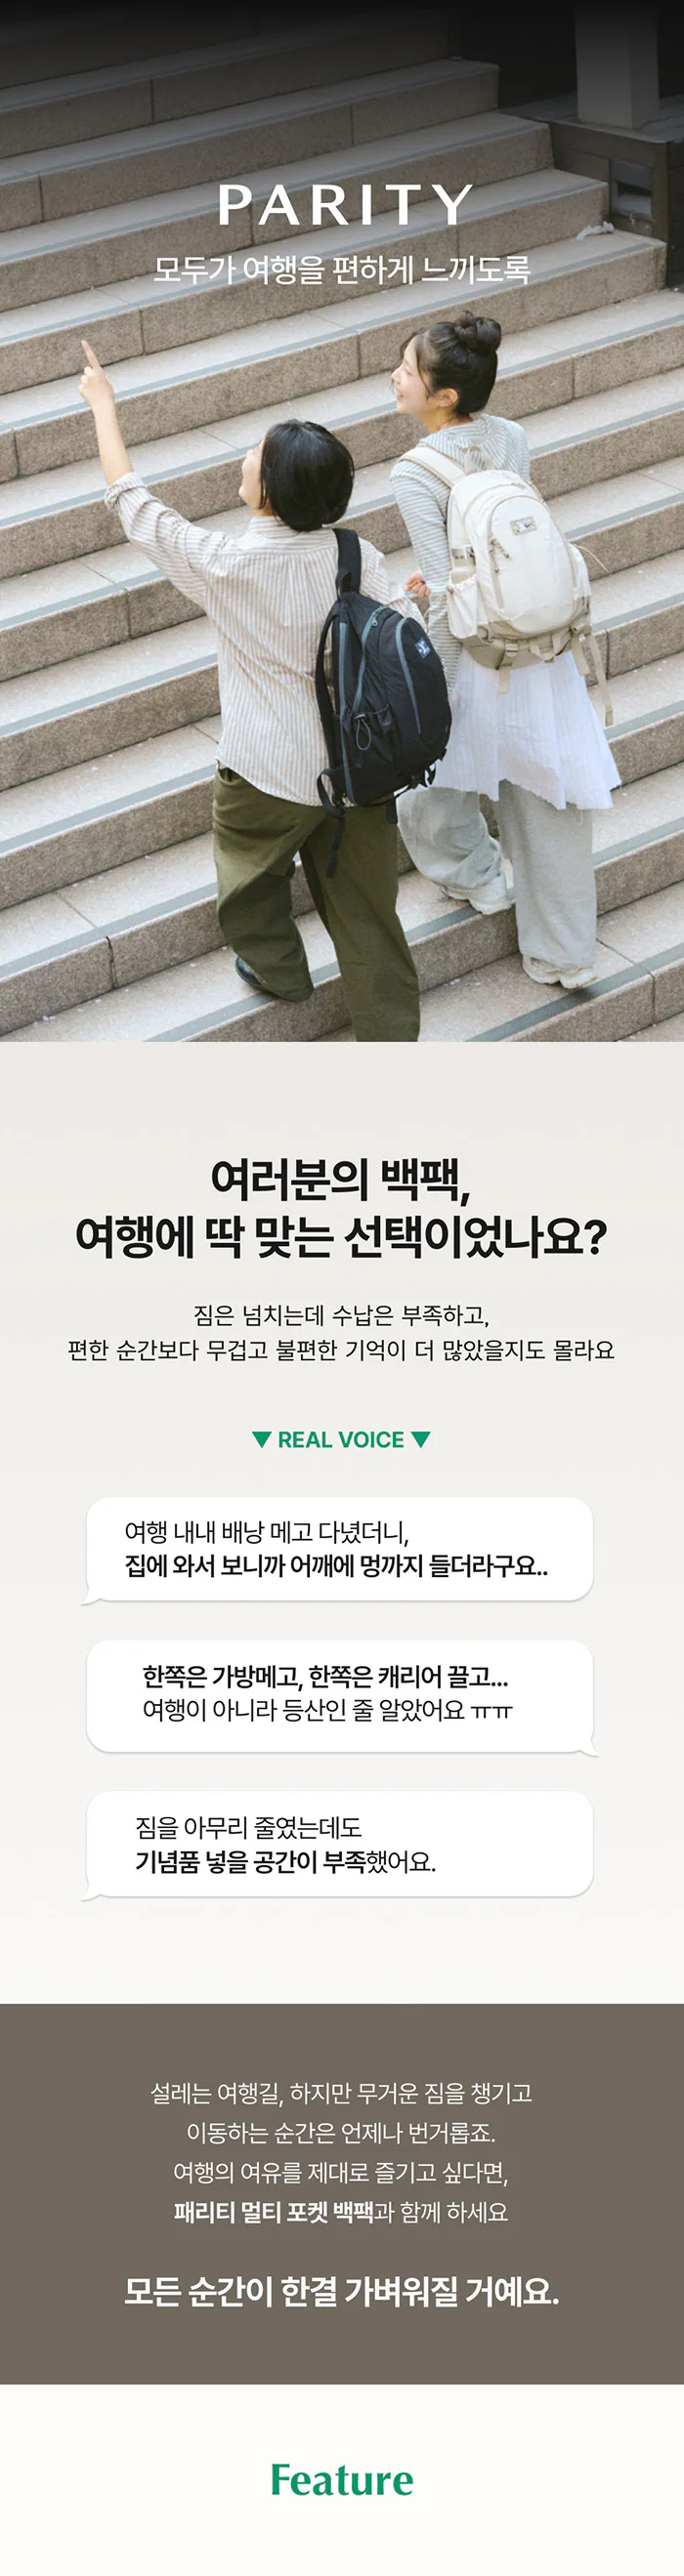 PARITY
모두가 여행을 편하게 느끼도록
여러분의 백팩,
여행에 딱 맞는 선택이었나요?
짐은 넘치는데 수납은 부족하고,
편한 순간보다 무겁고 불편한 기억이 더 많았을지도 몰라요
▼ REAL VOICE ▼
여행 내내 배낭 메고 다녔더니,
집에 와서 보니까 어깨에 멍까지 들더라구요..
한쪽은 가방메고, 한쪽은 캐리어 끌고...
여행이 아니라 등산인 줄 알았어요 ㅠㅠ
짐을 아무리 줄였는데도
기념품 넣을 공간이 부족했어요.
설레는 여행길, 하지만 무거운 짐을 챙기고
이동하는 순간은 언제나 번거롭죠.
여행의 여유를 제대로 즐기고 싶다면,
패리티 멀티 포켓 백팩과 함께 하세요
모든 순간이 한결 가벼워질 거예요.
Feature